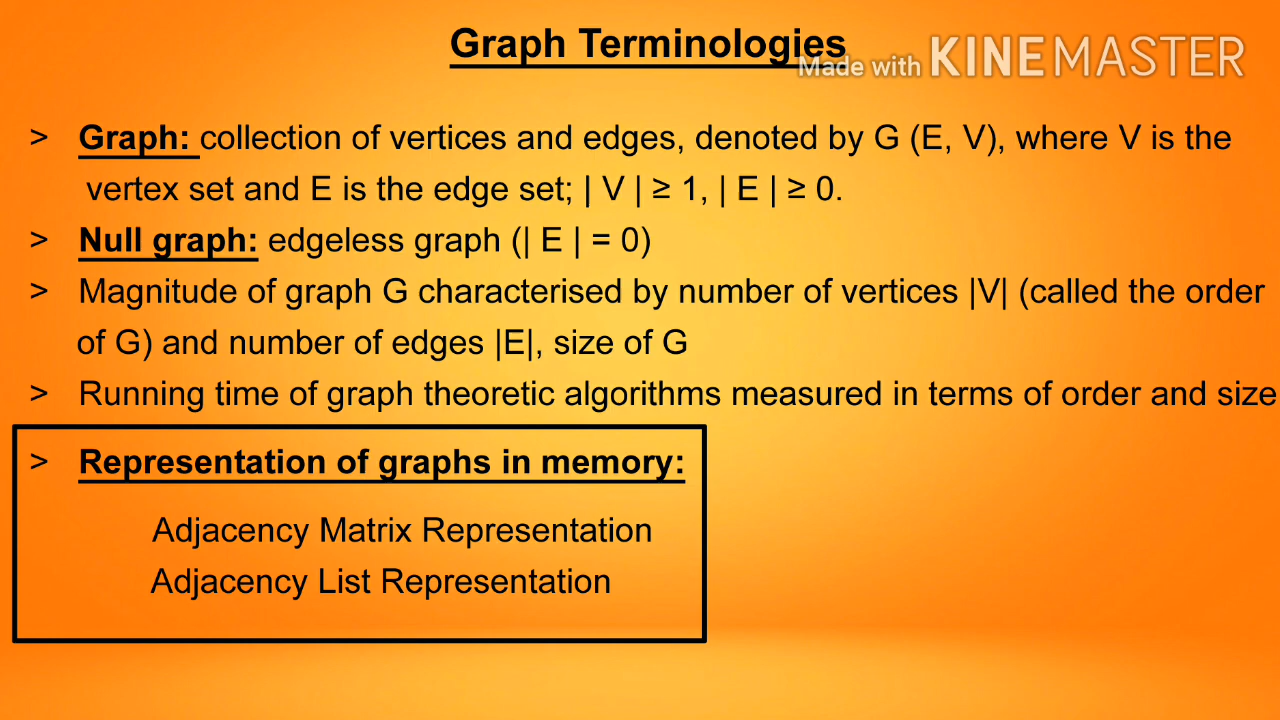 Graph Terminologies
Made with KINEMASTER
> Graph: collection of vertices and edges, denoted by G (E, V), where V is the
vertex set and E is the edge set; | V | ≥ 1, | E | ≥ 0.
> Null graph: edgeless graph (| E | = 0)
> Magnitude of graph G characterised by number of vertices |V| (called the order
of G) and number of edges |E|, size of G
> Running time of graph theoretic algorithms measured in terms of order and size
> Representation of graphs in memory:
Adjacency Matrix Representation
Adjacency List Representation